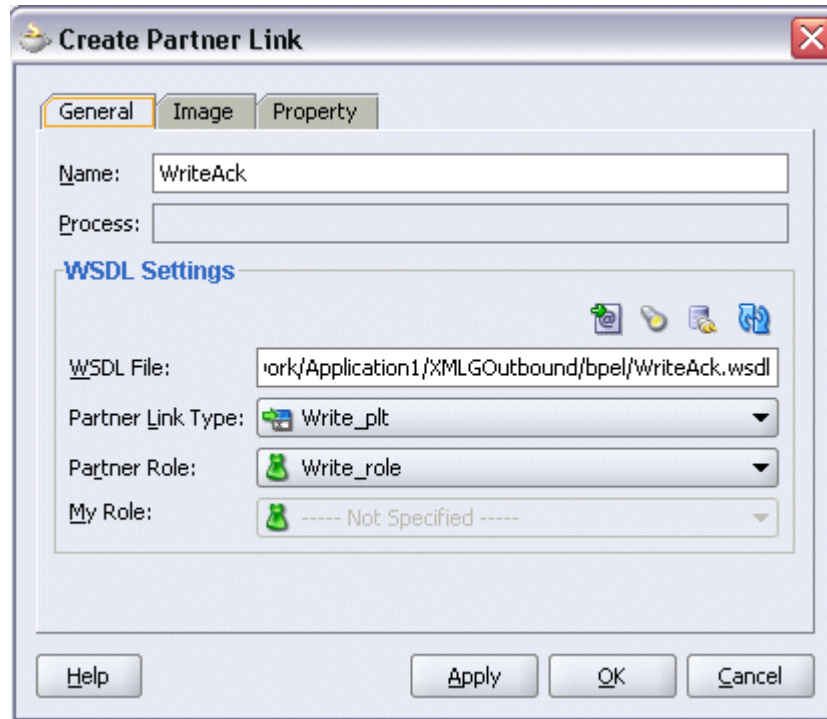 Create Partner Link
General Image Property
Name: WriteAck
Process:
WSDL Settings
WSDL File: ork/Application1/XMLGOutbound/bpel/WriteAck.wsdl
Partner Link Type: Write_plt
Partner Role: Write_role
My Role: ----- Not Specified -----
Help Apply OK Cancel